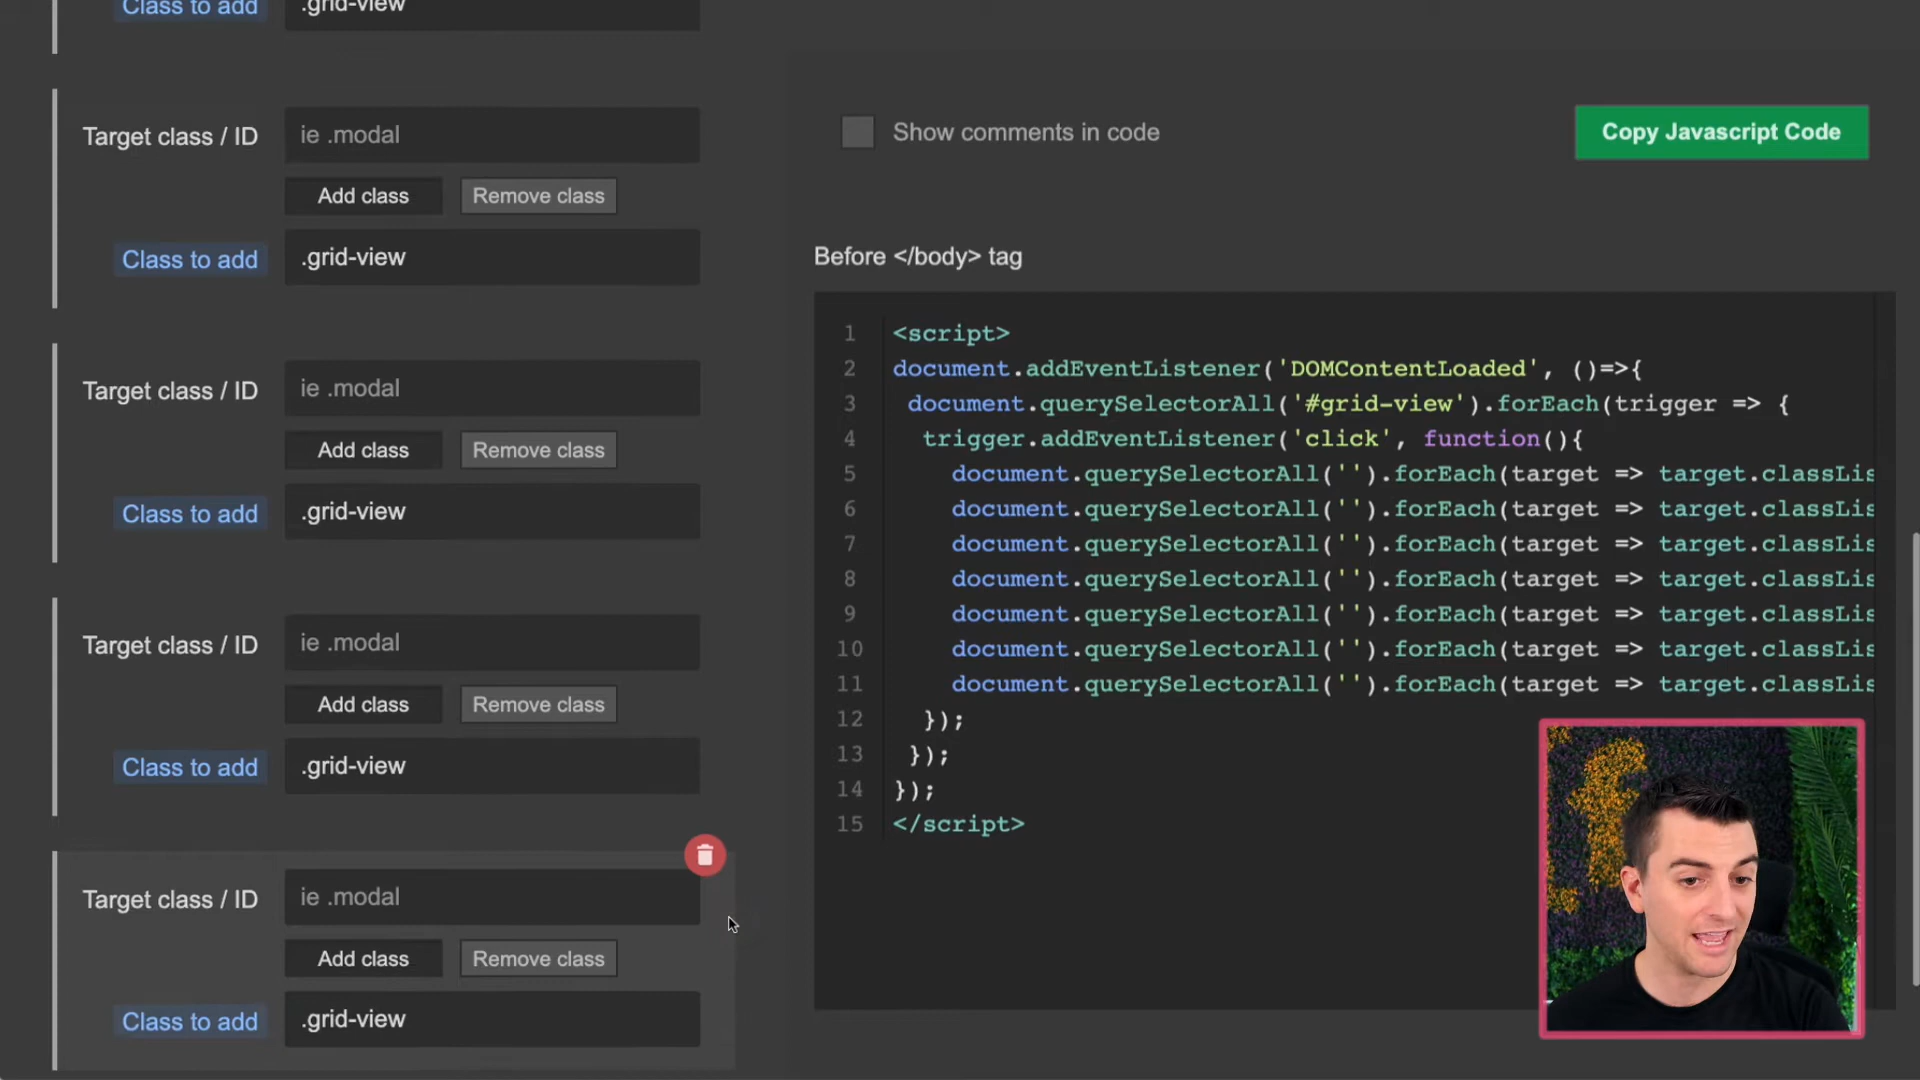 Class to add
.grid-view
Target class / ID
ie .modal
Add class
Remove class
Class to add
.grid-view
Target class / ID
ie .modal
Add class
Remove class
Class to add
.grid-view
Target class / ID
ie .modal
Add class
Remove class
Class to add
.grid-view
Target class / ID
ie .modal
Add class
Remove class
Class to add
.grid-view
Show comments in code
Copy Javascript Code
Before </body> tag
1 <script>
2 document.addEventListener('DOMContentLoaded', ()=>{
3 document.querySelectorAll('#grid-view').forEach(trigger => {
4 trigger.addEventListener('click', function(){
5 document.querySelectorAll('').forEach(target => target.classLis
6 document.querySelectorAll('').forEach(target => target.classLis
7 document.querySelectorAll('').forEach(target => target.classLis
8 document.querySelectorAll('').forEach(target => target.classLis
9 document.querySelectorAll('').forEach(target => target.classLis
10 document.querySelectorAll('').forEach(target => target.classLis
11 document.querySelectorAll('').forEach(target => target.classLis
12 });
13 });
14 });
15 </script>